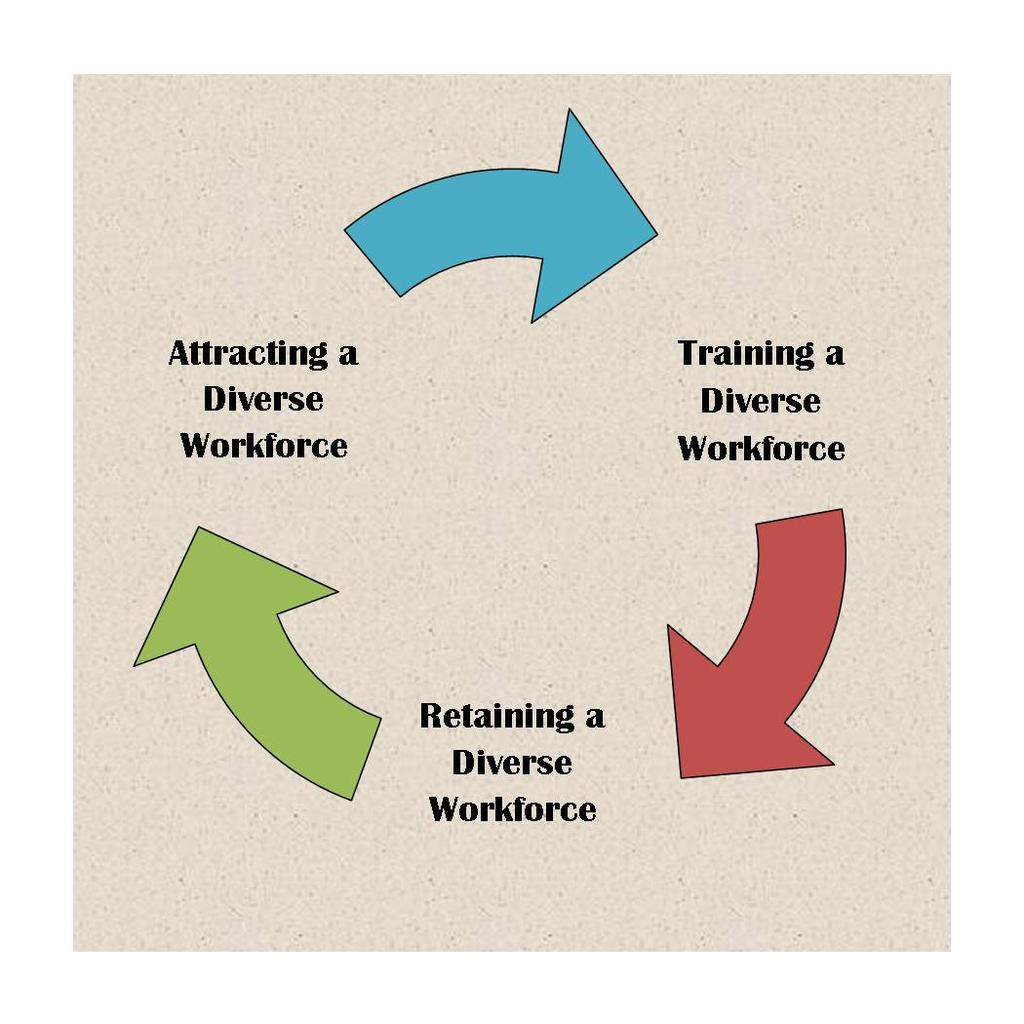 Attracting a
Diverse
Workforce
Training a
Diverse
Workforce
Retaining a
Diverse
Workforce